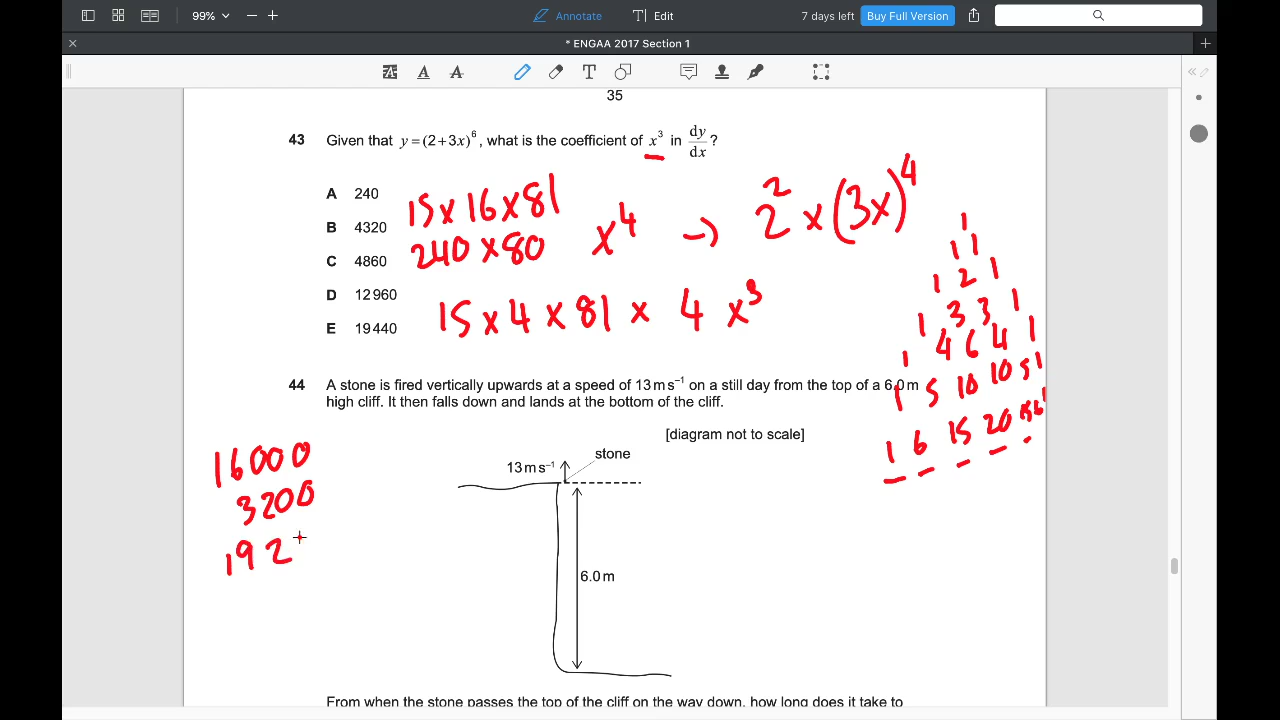 99%
Annotate
Edit
7 days left
Buy Full Version
* ENGAA 2017 Section 1
35
43 Given that y = (2 + 3x)^6, what is the coefficient of x^3 in dy/dx ?
A 240
B 4320
C 4860
D 12 960
E 19 440
15 x 16 x 81
240 x 80
x^4 → 2^2 x (3x)^4
15 x 4 x 81 x 4 x^3
1
1 1
1 2 1
1 3 3 1
1 4 6 4 1
1 5 10 10 5 1
1 6 15 20 15 6 1
44 A stone is fired vertically upwards at a speed of 13 m s^-1 on a still day from the top of a 6.0 m
high cliff. It then falls down and lands at the bottom of the cliff.
[diagram not to scale]
stone
13 m s^-1
6.0 m
16000
3200
192
From when the stone passes the top of the cliff on the way down, how long does it take to